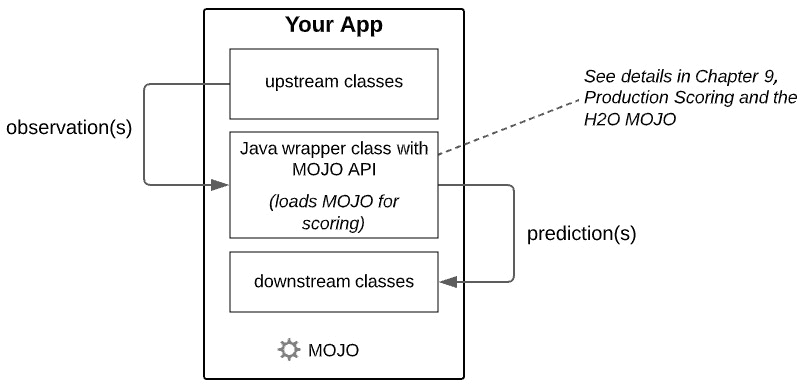 Your App
upstream classes
observation(s)
Java wrapper class with
MOJO API
(loads MOJO for
scoring)
See details in Chapter 9,
Production Scoring and the
H2O MOJO
prediction(s)
downstream classes
MOJO